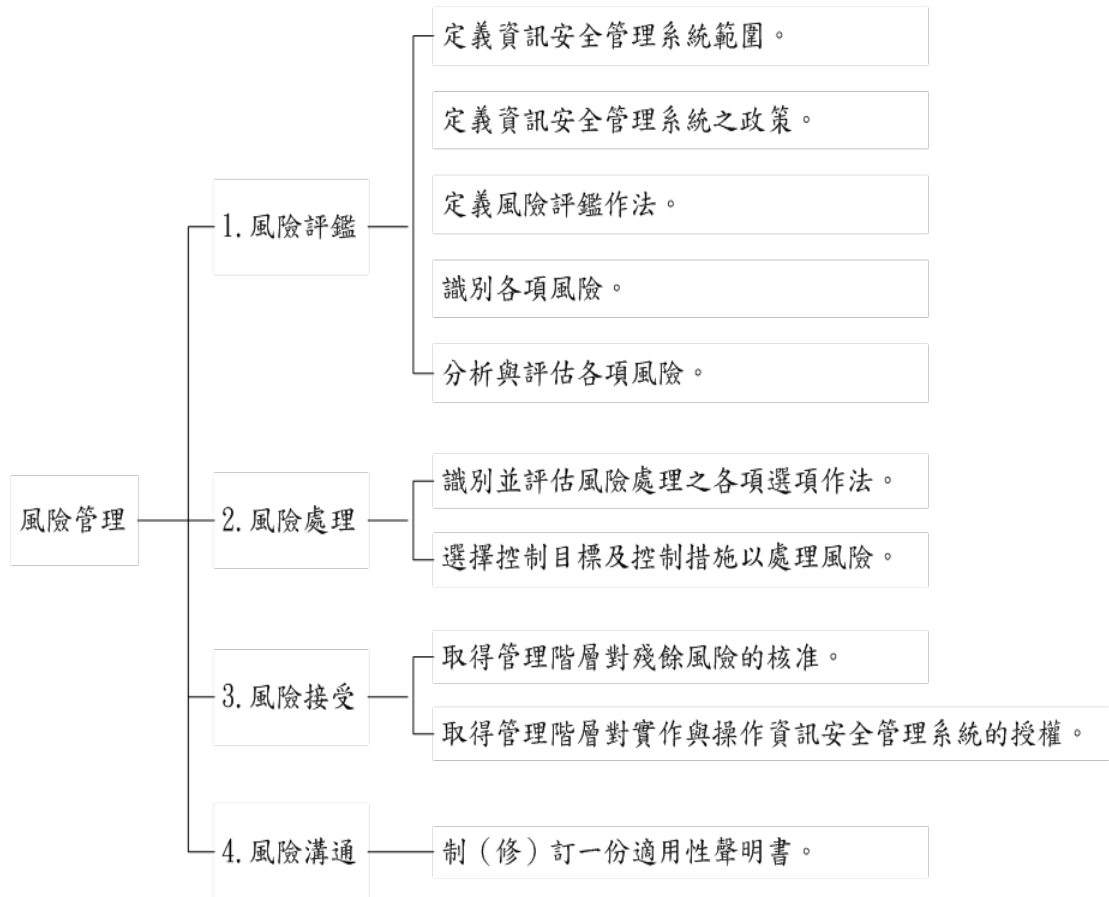 風險管理
1.風險評鑑
定義資訊安全管理系統範圍。
定義資訊安全管理系統之政策。
定義風險評鑑作法。
識別各項風險。
分析與評估各項風險。
2.風險處理
識別並評估風險處理之各項選項作法。
選擇控制目標及控制措施以處理風險。
3.風險接受
取得管理階層對殘餘風險的核准。
取得管理階層對實作與操作資訊安全管理系統的授權。
4.風險溝通
制（修）訂一份適用性聲明書。